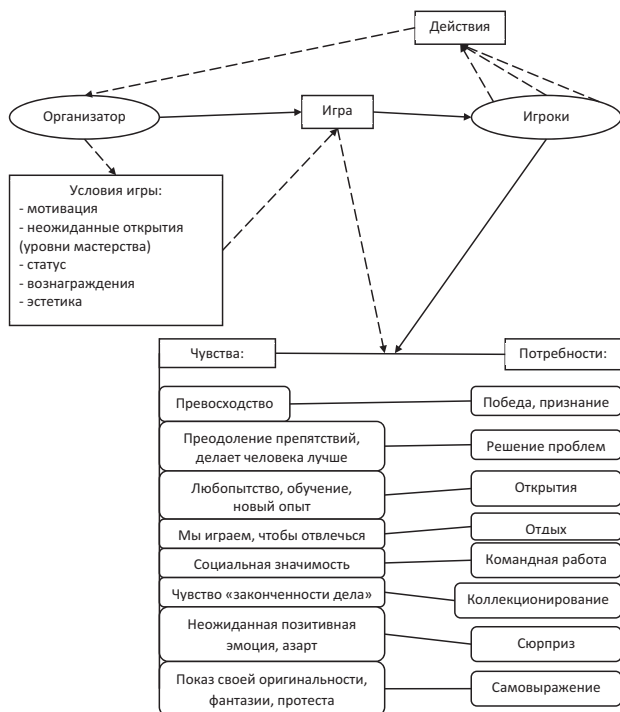 Действия
Организатор
Игра
Игроки
Условия игры:
- мотивация
- неожиданные открытия
(уровни мастерства)
- статус
- вознаграждения
- эстетика
Чувства:
Потребности:
Превосходство
Победа, признание
Преодоление препятствий,
делает человека лучше
Решение проблем
Любопытство, обучение,
новый опыт
Открытия
Мы играем, чтобы отвлечься
Отдых
Социальная значимость
Командная работа
Чувство «законченности дела»
Коллекционирование
Неожиданная позитивная
эмоция, азарт
Сюрприз
Показ своей оригинальности,
фантазии, протеста
Самовыражение